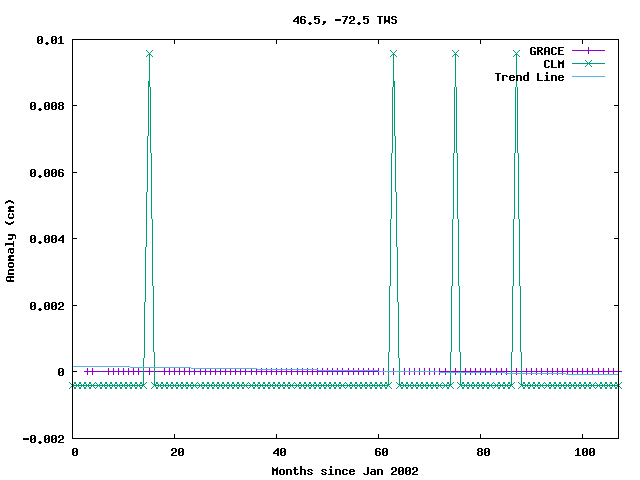 46.5, -72.5 TWS
GRACE
CLM
Trend Line
0.01
0.008
0.006
0.004
0.002
0
-0.002
Anomaly (cm)
0 20 40 60 80 100
Months since Jan 2002